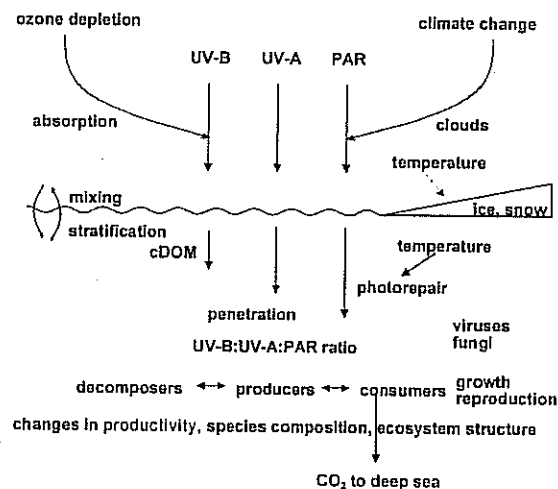 ozone depletion
climate change
UV-B UV-A PAR
absorption
clouds
temperature
mixing
ice, snow
stratification
cDOM
temperature
photorepair
penetration
viruses
fungi
UV-B:UV-A:PAR ratio
decomposers producers consumers
growth
reproduction
changes in productivity, species composition, ecosystem structure
CO₂ to deep sea